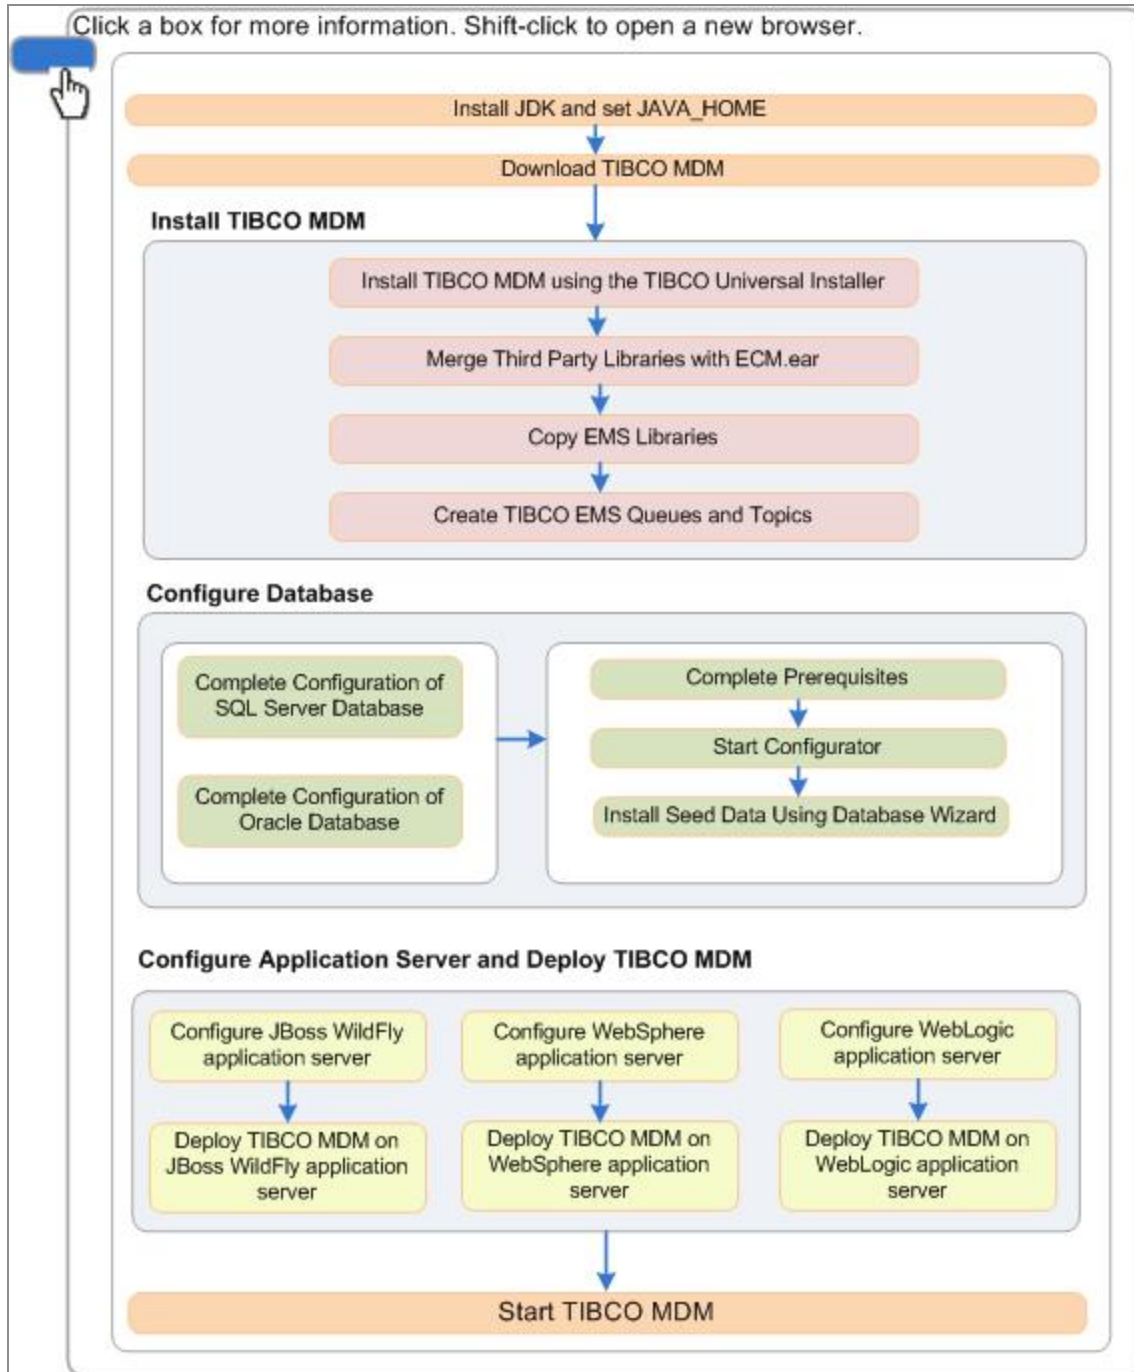 Click a box for more information. Shift-click to open a new browser.
Install JDK and set JAVA_HOME
Download TIBCO MDM
Install TIBCO MDM
Install TIBCO MDM using the TIBCO Universal Installer
Merge Third Party Libraries with ECM.ear
Copy EMS Libraries
Create TIBCO EMS Queues and Topics
Configure Database
Complete Configuration of
SQL Server Database
Complete Configuration of
Oracle Database
Complete Prerequisites
Start Configurator
Install Seed Data Using Database Wizard
Configure Application Server and Deploy TIBCO MDM
Configure JBoss WildFly
application server
Deploy TIBCO MDM on
JBoss WildFly application
server
Configure WebSphere
application server
Deploy TIBCO MDM on
WebSphere application
server
Configure WebLogic
application server
Deploy TIBCO MDM on
WebLogic application
server
Start TIBCO MDM